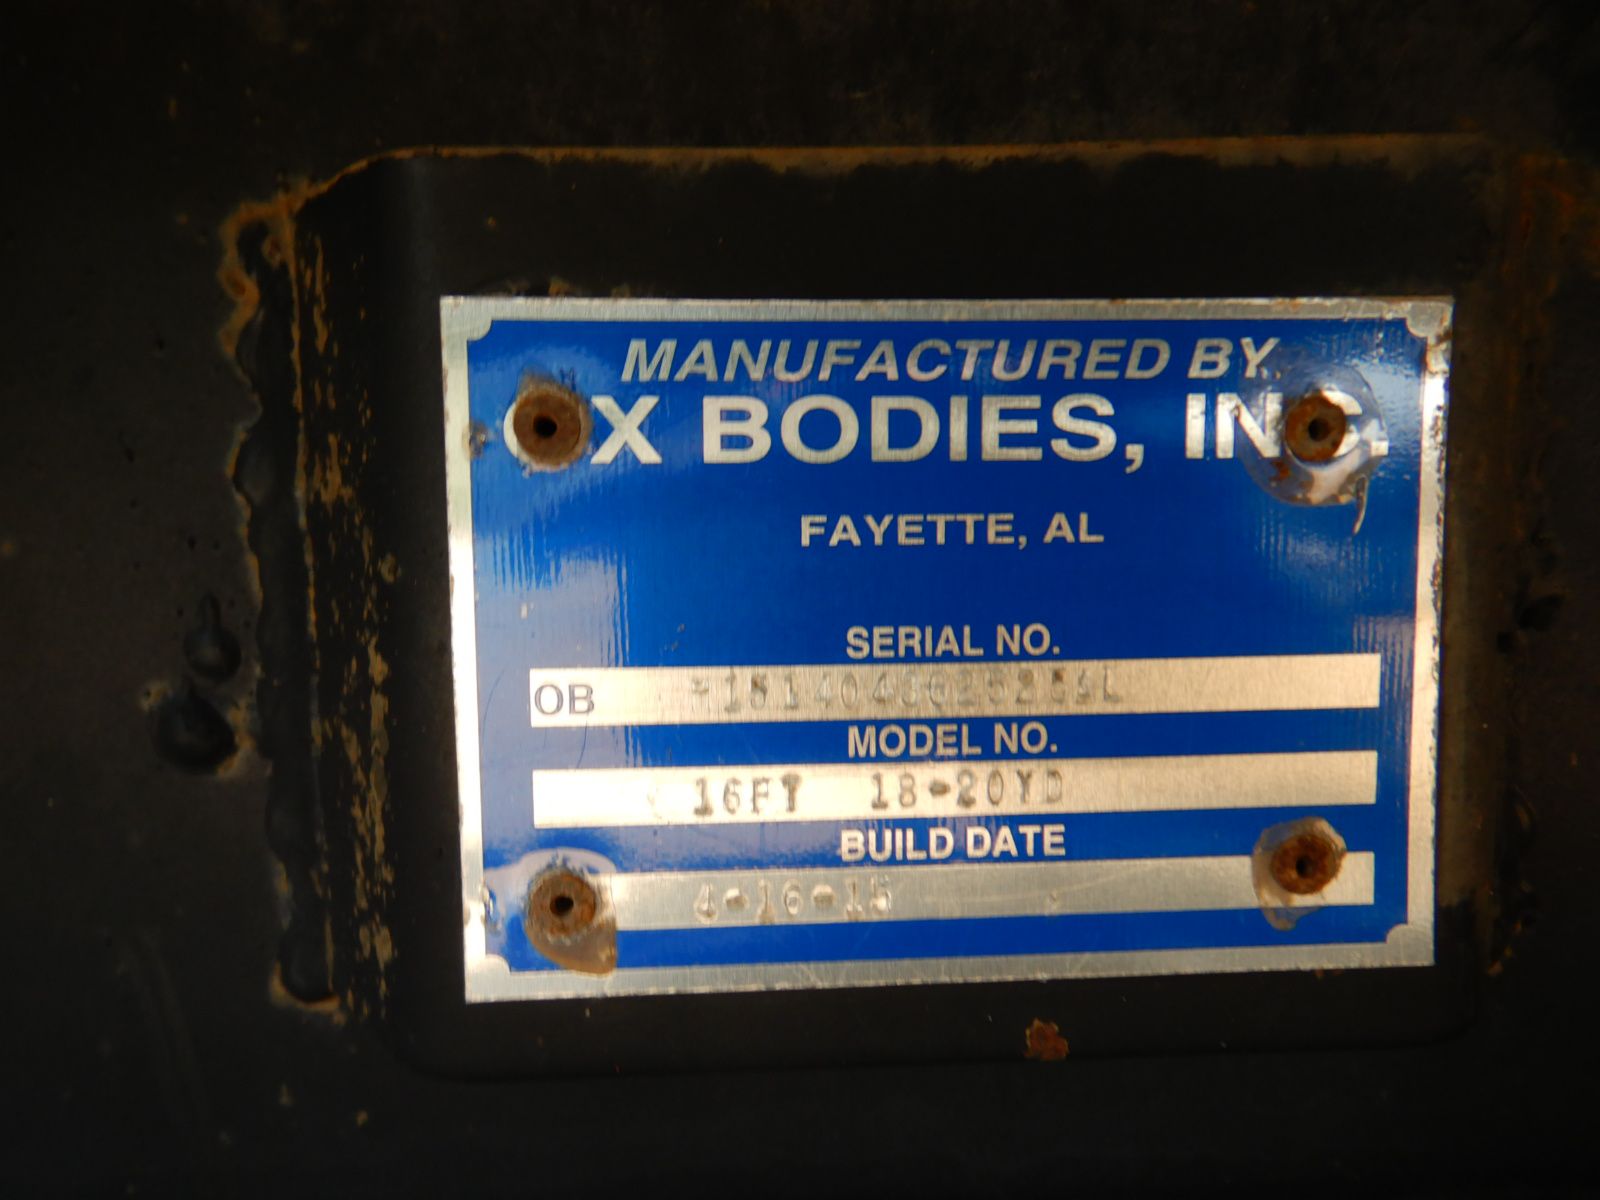 MANUFACTURED BY
OX BODIES, INC.
FAYETTE, AL
SERIAL NO.
OB
MODEL NO.
16FT 18-20YD
BUILD DATE
4-16-15